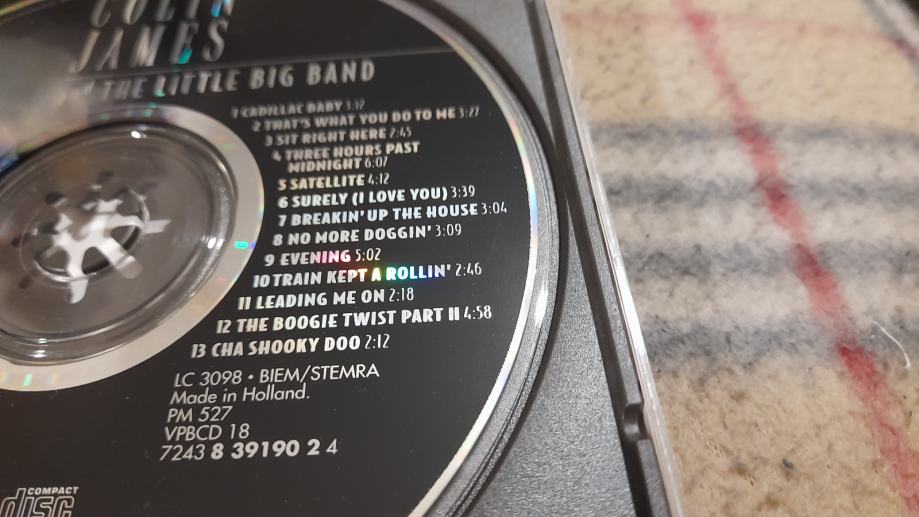 COLIN
JAMES
THE LITTLE BIG BAND
1 CADILLAC BABY 3:12
2 THAT'S WHAT YOU DO TO ME 3:27
3 SIT RIGHT HERE 2:45
4 THREE HOURS PAST
MIDNIGHT 6:07
5 SATELLITE 4:12
6 SURELY (I LOVE YOU) 3:39
7 BREAKIN' UP THE HOUSE 3:04
8 NO MORE DOGGIN' 3:09
9 EVENING 5:02
10 TRAIN KEPT A ROLLIN' 2:46
11 LEADING ME ON 2:18
12 THE BOOGIE TWIST PART II 4:58
13 CHA SHOOKY DOO 2:12
LC 3098 • BIEM/STEMRA
Made in Holland.
PM 527
VPBCD 18
7243 8 39190 2 4
COMPACT
disc